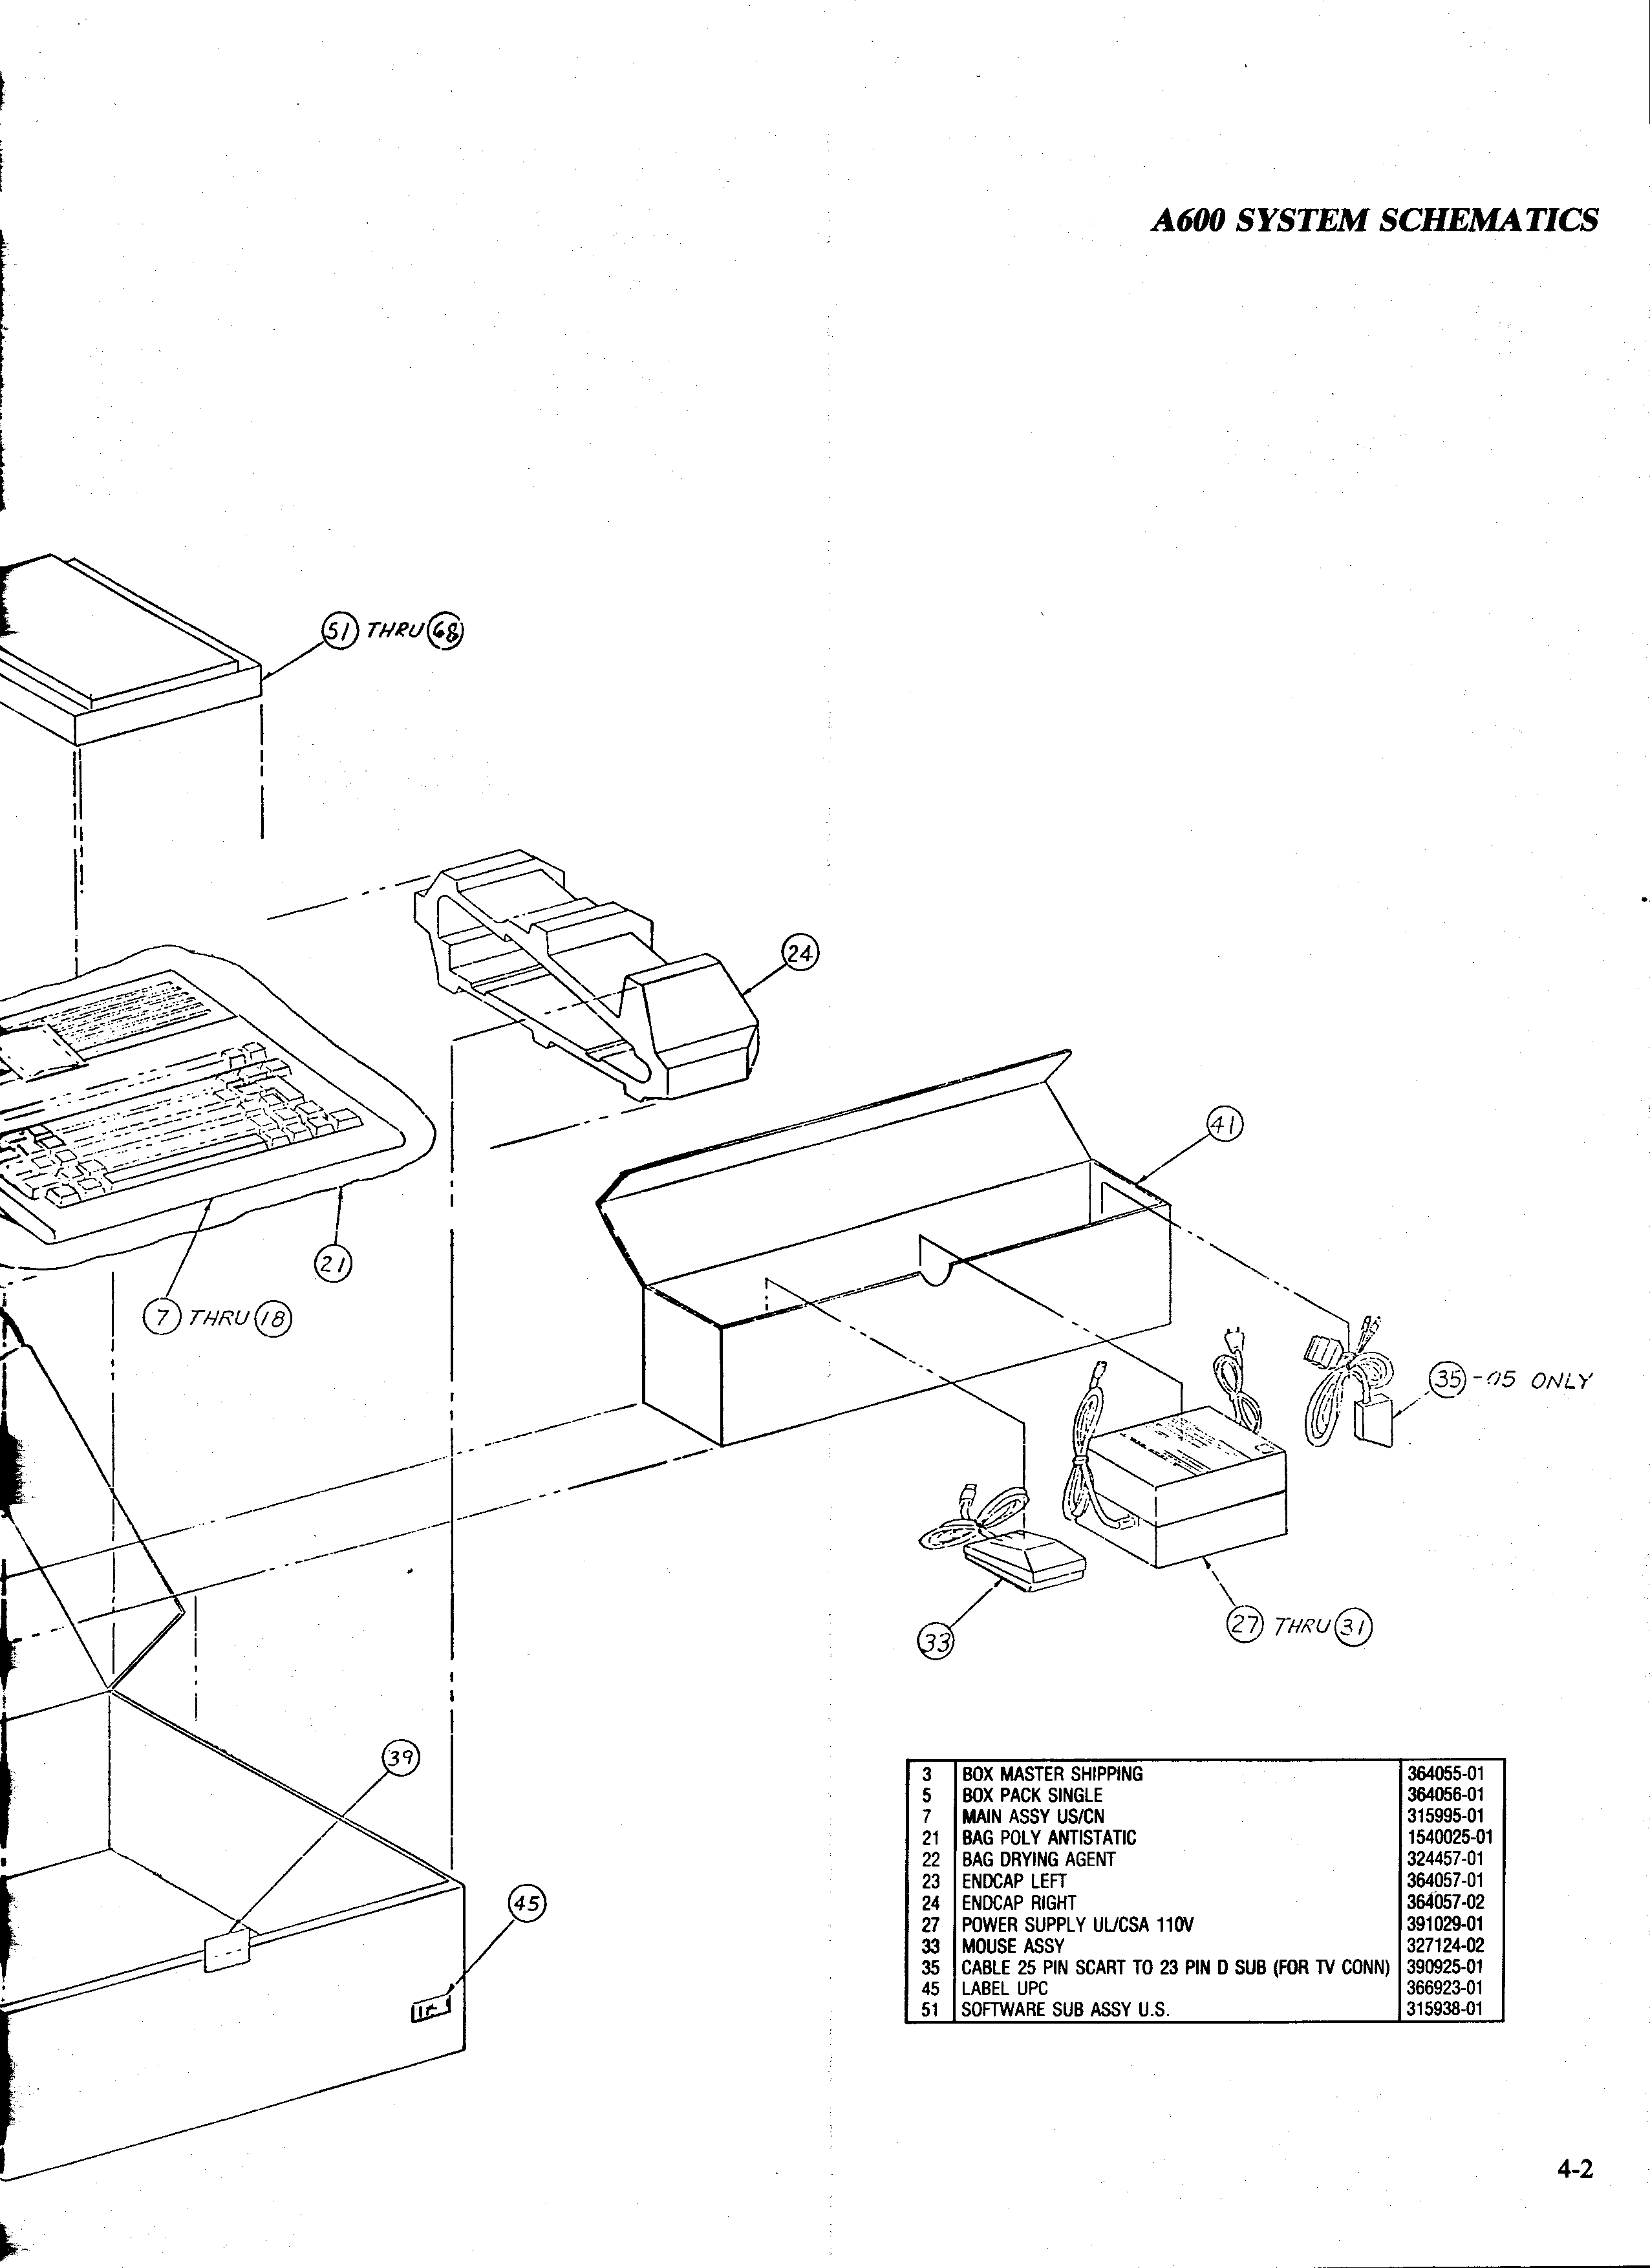 A600 SYSTEM SCHEMATICS
51 THRU 68
24
41
21
7 THRU 18
35 -05 ONLY
33
27 THRU 31
39
45
3 BOX MASTER SHIPPING 364055-01
5 BOX PACK SINGLE 364056-01
7 MAIN ASSY US/CN 315995-01
21 BAG POLY ANTISTATIC 1540025-01
22 BAG DRYING AGENT 324457-01
23 ENDCAP LEFT 364057-01
24 ENDCAP RIGHT 364057-02
27 POWER SUPPLY UL/CSA 110V 391029-01
33 MOUSE ASSY 327124-02
35 CABLE 25 PIN SCART TO 23 PIN D SUB (FOR TV CONN) 390925-01
45 LABEL UPC 366923-01
51 SOFTWARE SUB ASSY U.S. 315938-01
4-2